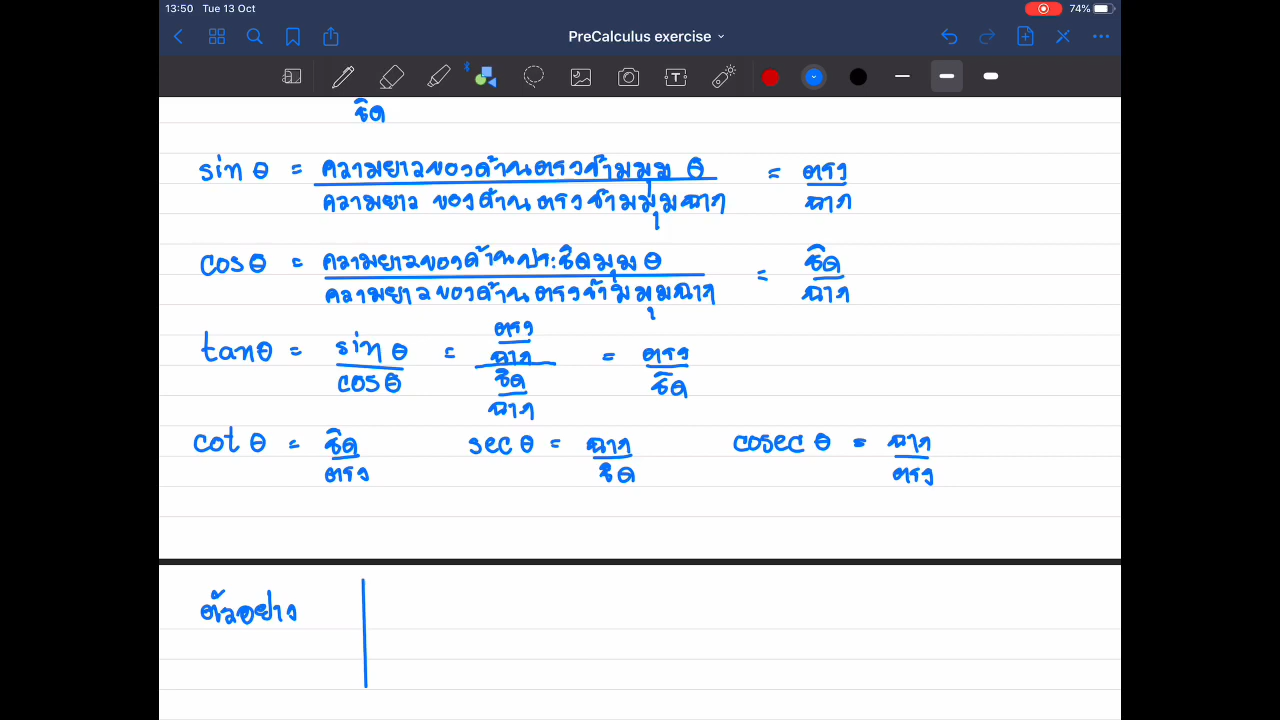 13:50 Tue 13 Oct 74%
PreCalculus exercise
T
ชิด
sin θ = ความยาวของด้านตรงข้ามมุม θ / ความยาวของด้านตรงข้ามมุมฉาก = ตรง / ฉาก
cos θ = ความยาวของด้านประชิดมุม θ / ความยาวของด้านตรงข้ามมุมฉาก = ชิด / ฉาก
tan θ = sin θ / cos θ = ตรง / ฉาก / ชิด / ฉาก = ตรง / ชิด
cot θ = ชิด / ตรง sec θ = ฉาก / ชิด cosec θ = ฉาก / ตรง
ตัวอย่าง